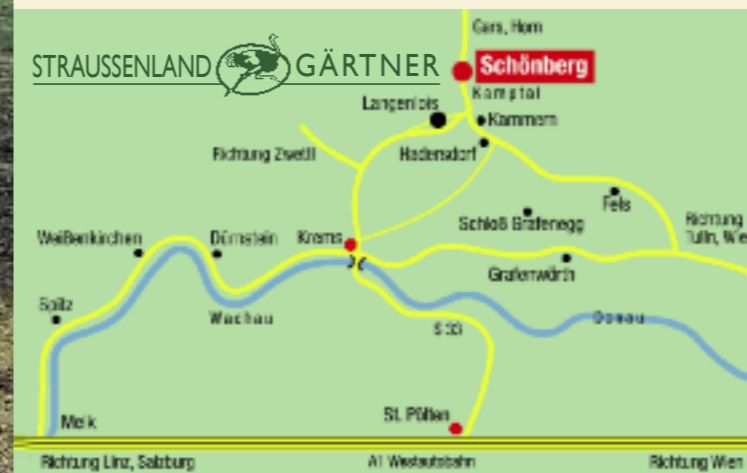 Gars, Horn
STRAUSSENLAND GÄRTNER
Schönberg
Kamptal
Langenlois
Kammern
Richtung Zwettl
Hadersdorf
Fels
Schloß Grafenegg
Richtung
Tulln, Wie
Weißenkirchen
Dürnstein
Krems
Grafenwörth
Spitz
Wachau
Donau
S 33
Melk
St. Pölten
Richtung Linz, Salzburg
A1 Westautobahn
Richtung Wien